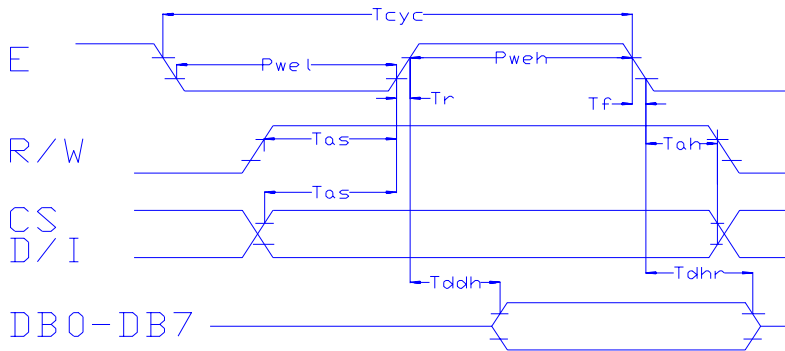 Tcyc
E
Pwel
Pweh
Tr
Tf
R/W
Tas
Tah
Tas
CS
D/I
Tddh
Tdhr
DB0-DB7